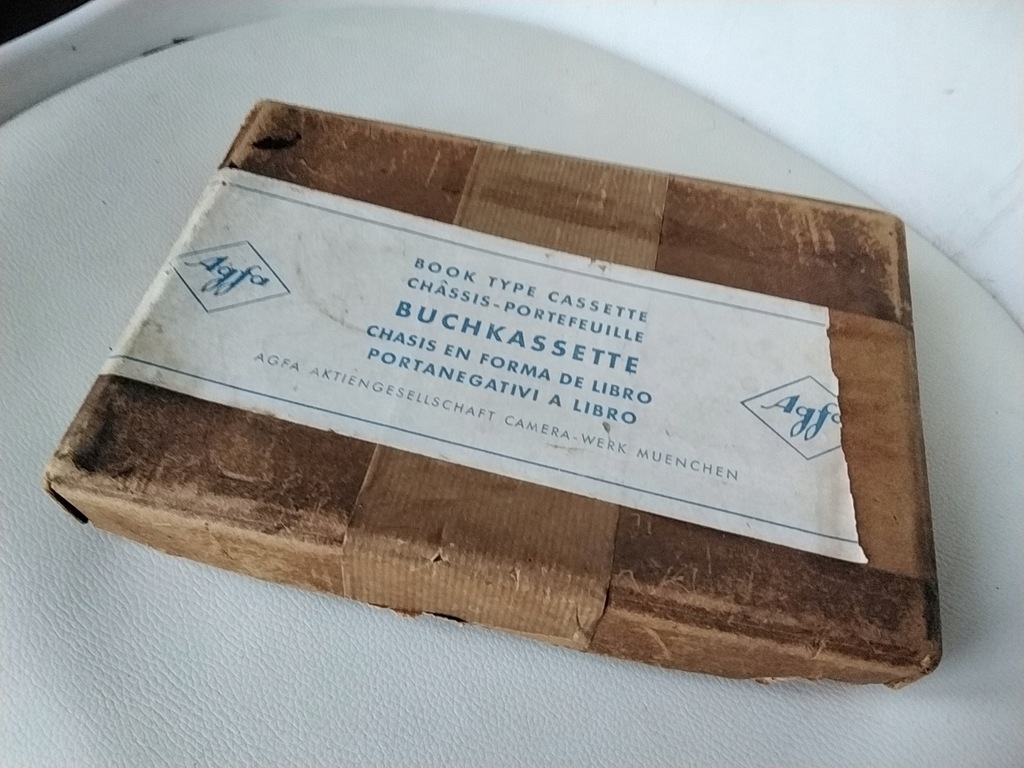 Agfa
BOOK TYPE CASSETTE
CHÂSSIS-PORTEFEUILLE
BUCHKASSETTE
CHASIS EN FORMA DE LIBRO
PORTANEGATIVI A LIBRO
AGFA AKTIENGESELLSCHAFT CAMERA-WERK MUENCHEN
Agfa